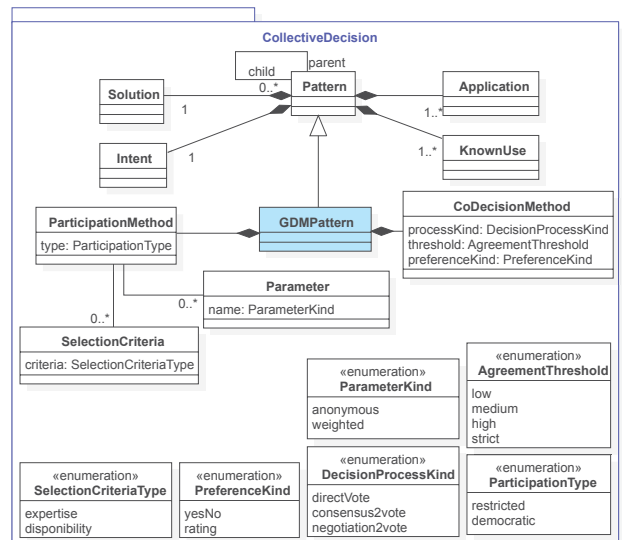 CollectiveDecision
parent
child
0..*
Pattern
Solution
1
Application
1..*
Intent
1
KnownUse
1..*
ParticipationMethod
type: ParticipationType
GDMPattern
CoDecisionMethod
processKind: DecisionProcessKind
threshold: AgreementThreshold
preferenceKind: PreferenceKind
Parameter
name: ParameterKind
0..*
0..*
SelectionCriteria
criteria: SelectionCriteriaType
«enumeration»
ParameterKind
anonymous
weighted
«enumeration»
AgreementThreshold
low
medium
high
strict
«enumeration»
SelectionCriteriaType
expertise
disponibility
«enumeration»
PreferenceKind
yesNo
rating
«enumeration»
DecisionProcessKind
directVote
consensus2vote
negotiation2vote
«enumeration»
ParticipationType
restricted
democratic